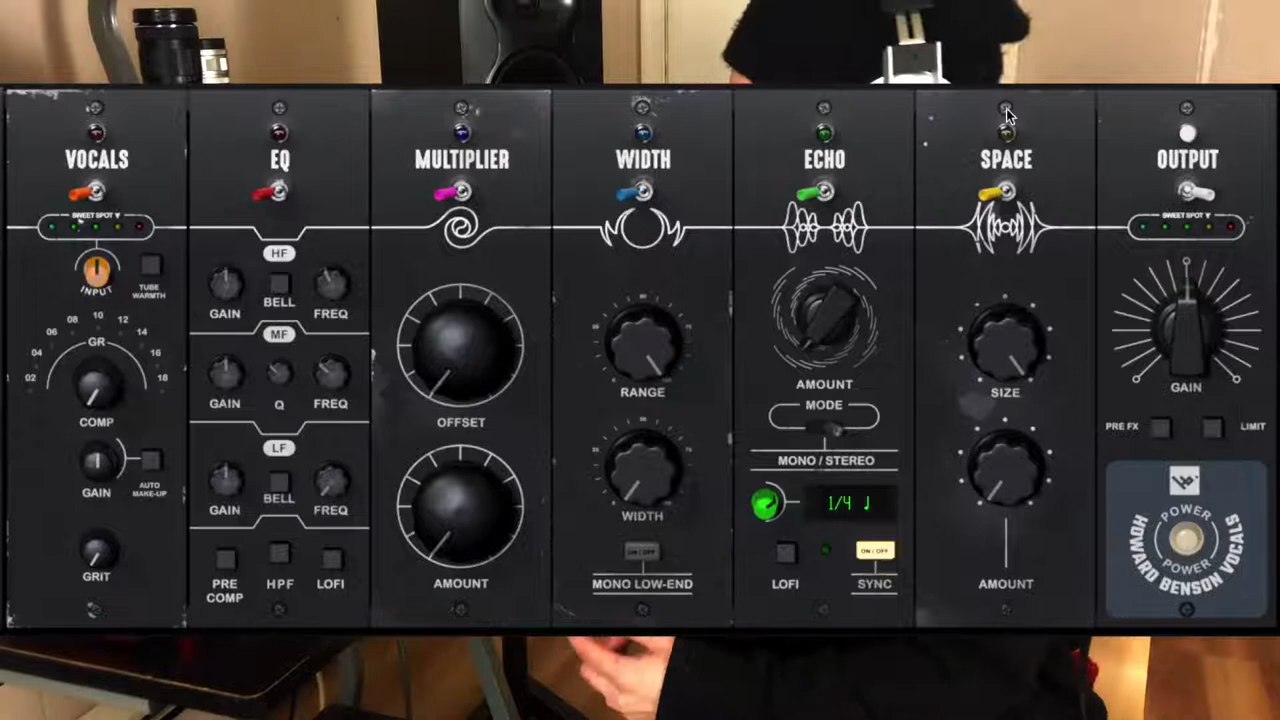 VOCALS
SWEET SPOT
INPUT
TUBE
WARMTH
02 04 06 08 10 12 14 16 18
GR
COMP
GAIN
AUTO
MAKE-UP
GRIT
EQ
HF
GAIN
BELL
FREQ
MF
GAIN
Q
FREQ
LF
GAIN
BELL
FREQ
PRE
COMP
HPF
LOFI
MULTIPLIER
OFFSET
AMOUNT
WIDTH
RANGE
WIDTH
ON/OFF
MONO LOW-END
ECHO
AMOUNT
MODE
MONO / STEREO
1/4
LOFI
ON/OFF
SYNC
SPACE
SIZE
AMOUNT
OUTPUT
SWEET SPOT
GAIN
PRE FX
LIMIT
POWER
POWER
HOWARD BENSON VOCALS